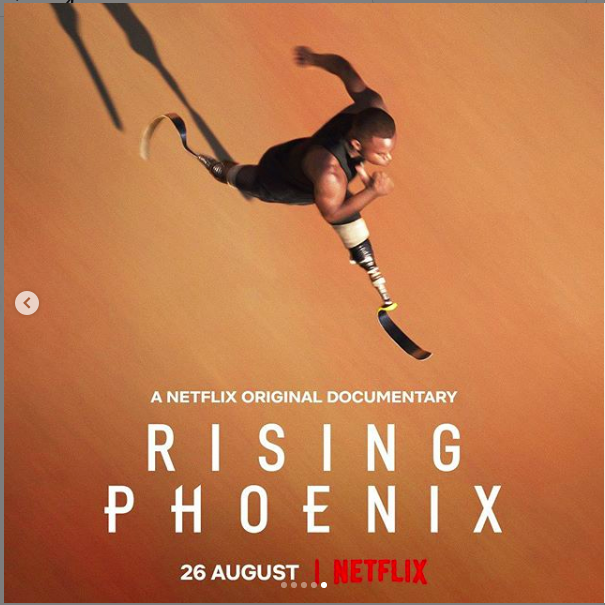 A NETFLIX ORIGINAL DOCUMENTARY
RISING
PHOENIX
26 AUGUST | NETFLIX